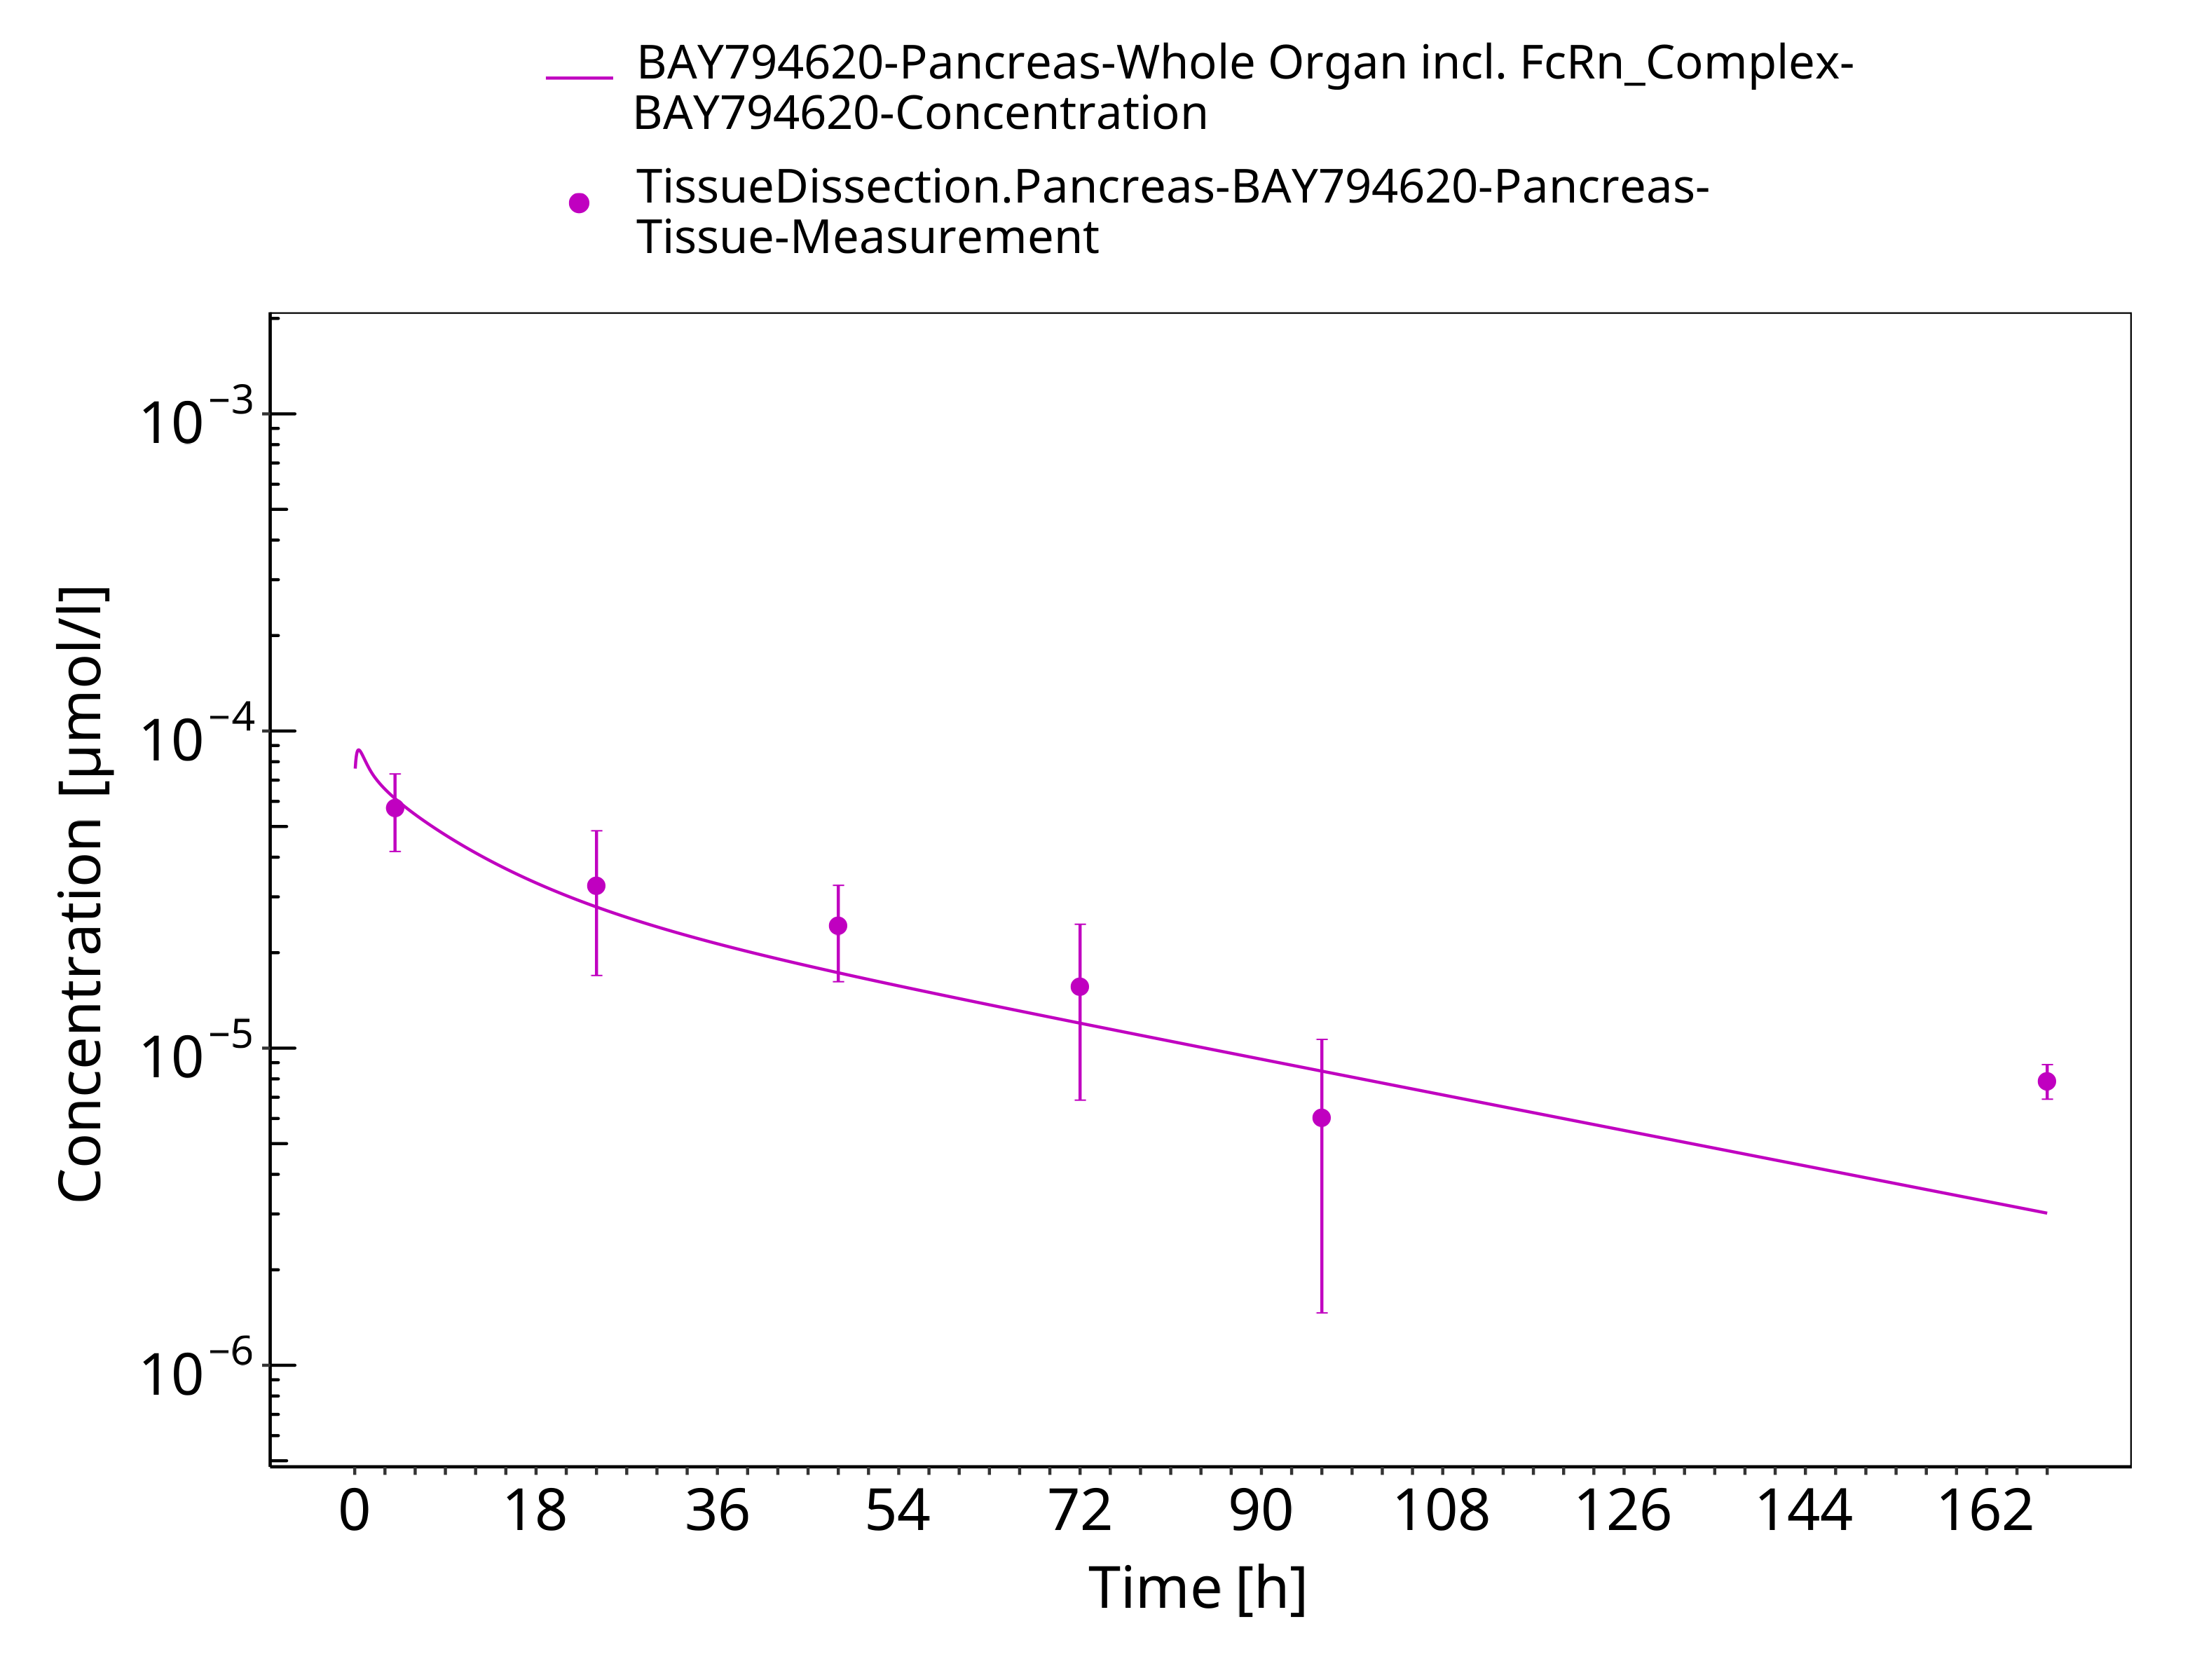 BAY794620-Pancreas-Whole Organ incl. FcRn_Complex-
BAY794620-Concentration
TissueDissection.Pancreas-BAY794620-Pancreas-
Tissue-Measurement
10−3
10−4
10−5
10−6
Concentration [µmol/l]
0 18 36 54 72 90 108 126 144 162
Time [h]